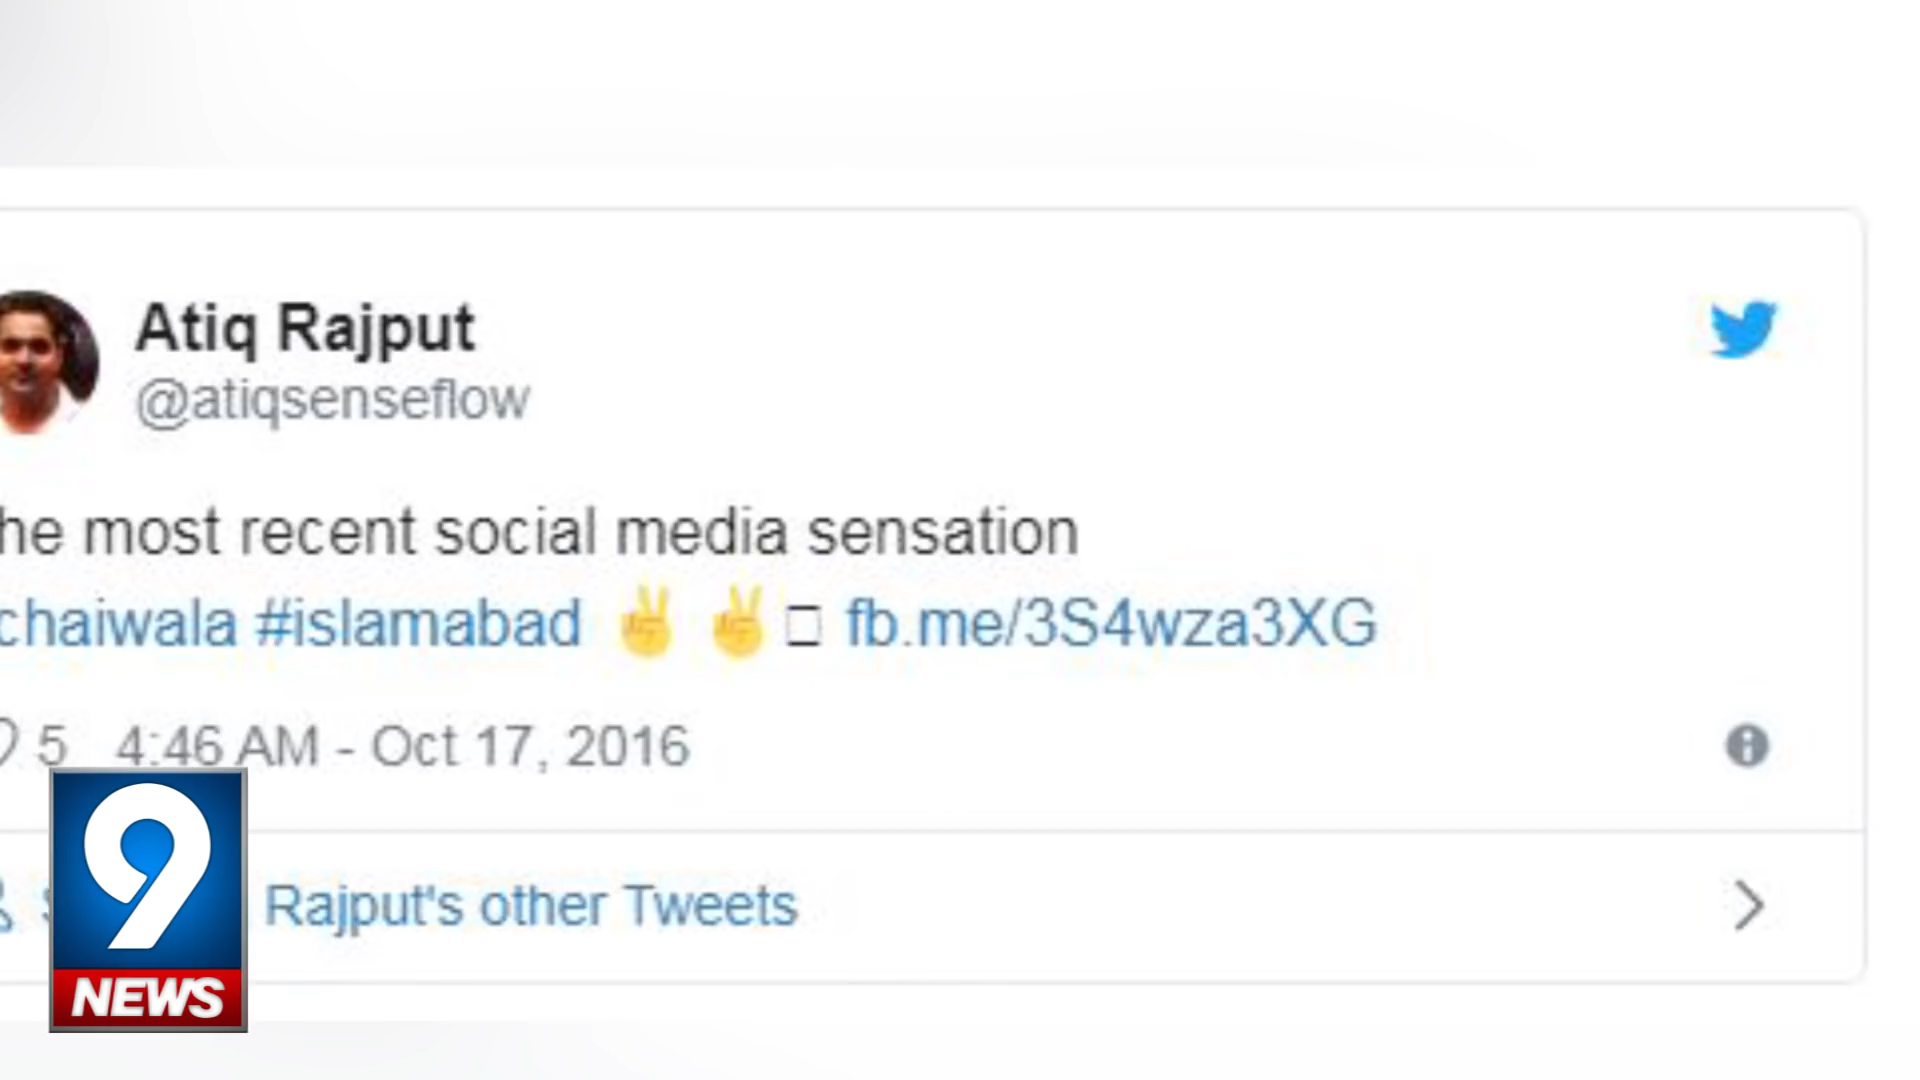 Atiq Rajput
@atiqsenseflow
he most recent social media sensation
chaiwala #islamabad ✌ ✌ □ fb.me/3S4wza3XG
5 4:46 AM - Oct 17, 2016
Rajput's other Tweets
9
NEWS